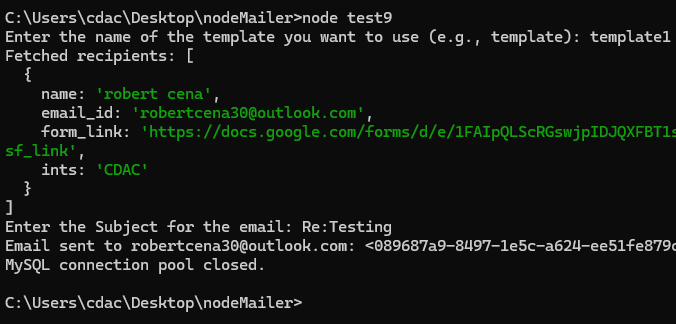 C:\Users\cdac\Desktop\nodeMailer>node test9
Enter the name of the template you want to use (e.g., template): template1
Fetched recipients: [
  {
    name: 'robert cena',
    email_id: 'robertcena30@outlook.com',
    form_link: 'https://docs.google.com/forms/d/e/1FAIpQLScRGswjpIDJQXFBT1s
sf_link',
    ints: 'CDAC'
  }
]
Enter the Subject for the email: Re:Testing
Email sent to robertcena30@outlook.com: <089687a9-8497-1e5c-a624-ee51fe879c
MySQL connection pool closed.
C:\Users\cdac\Desktop\nodeMailer>